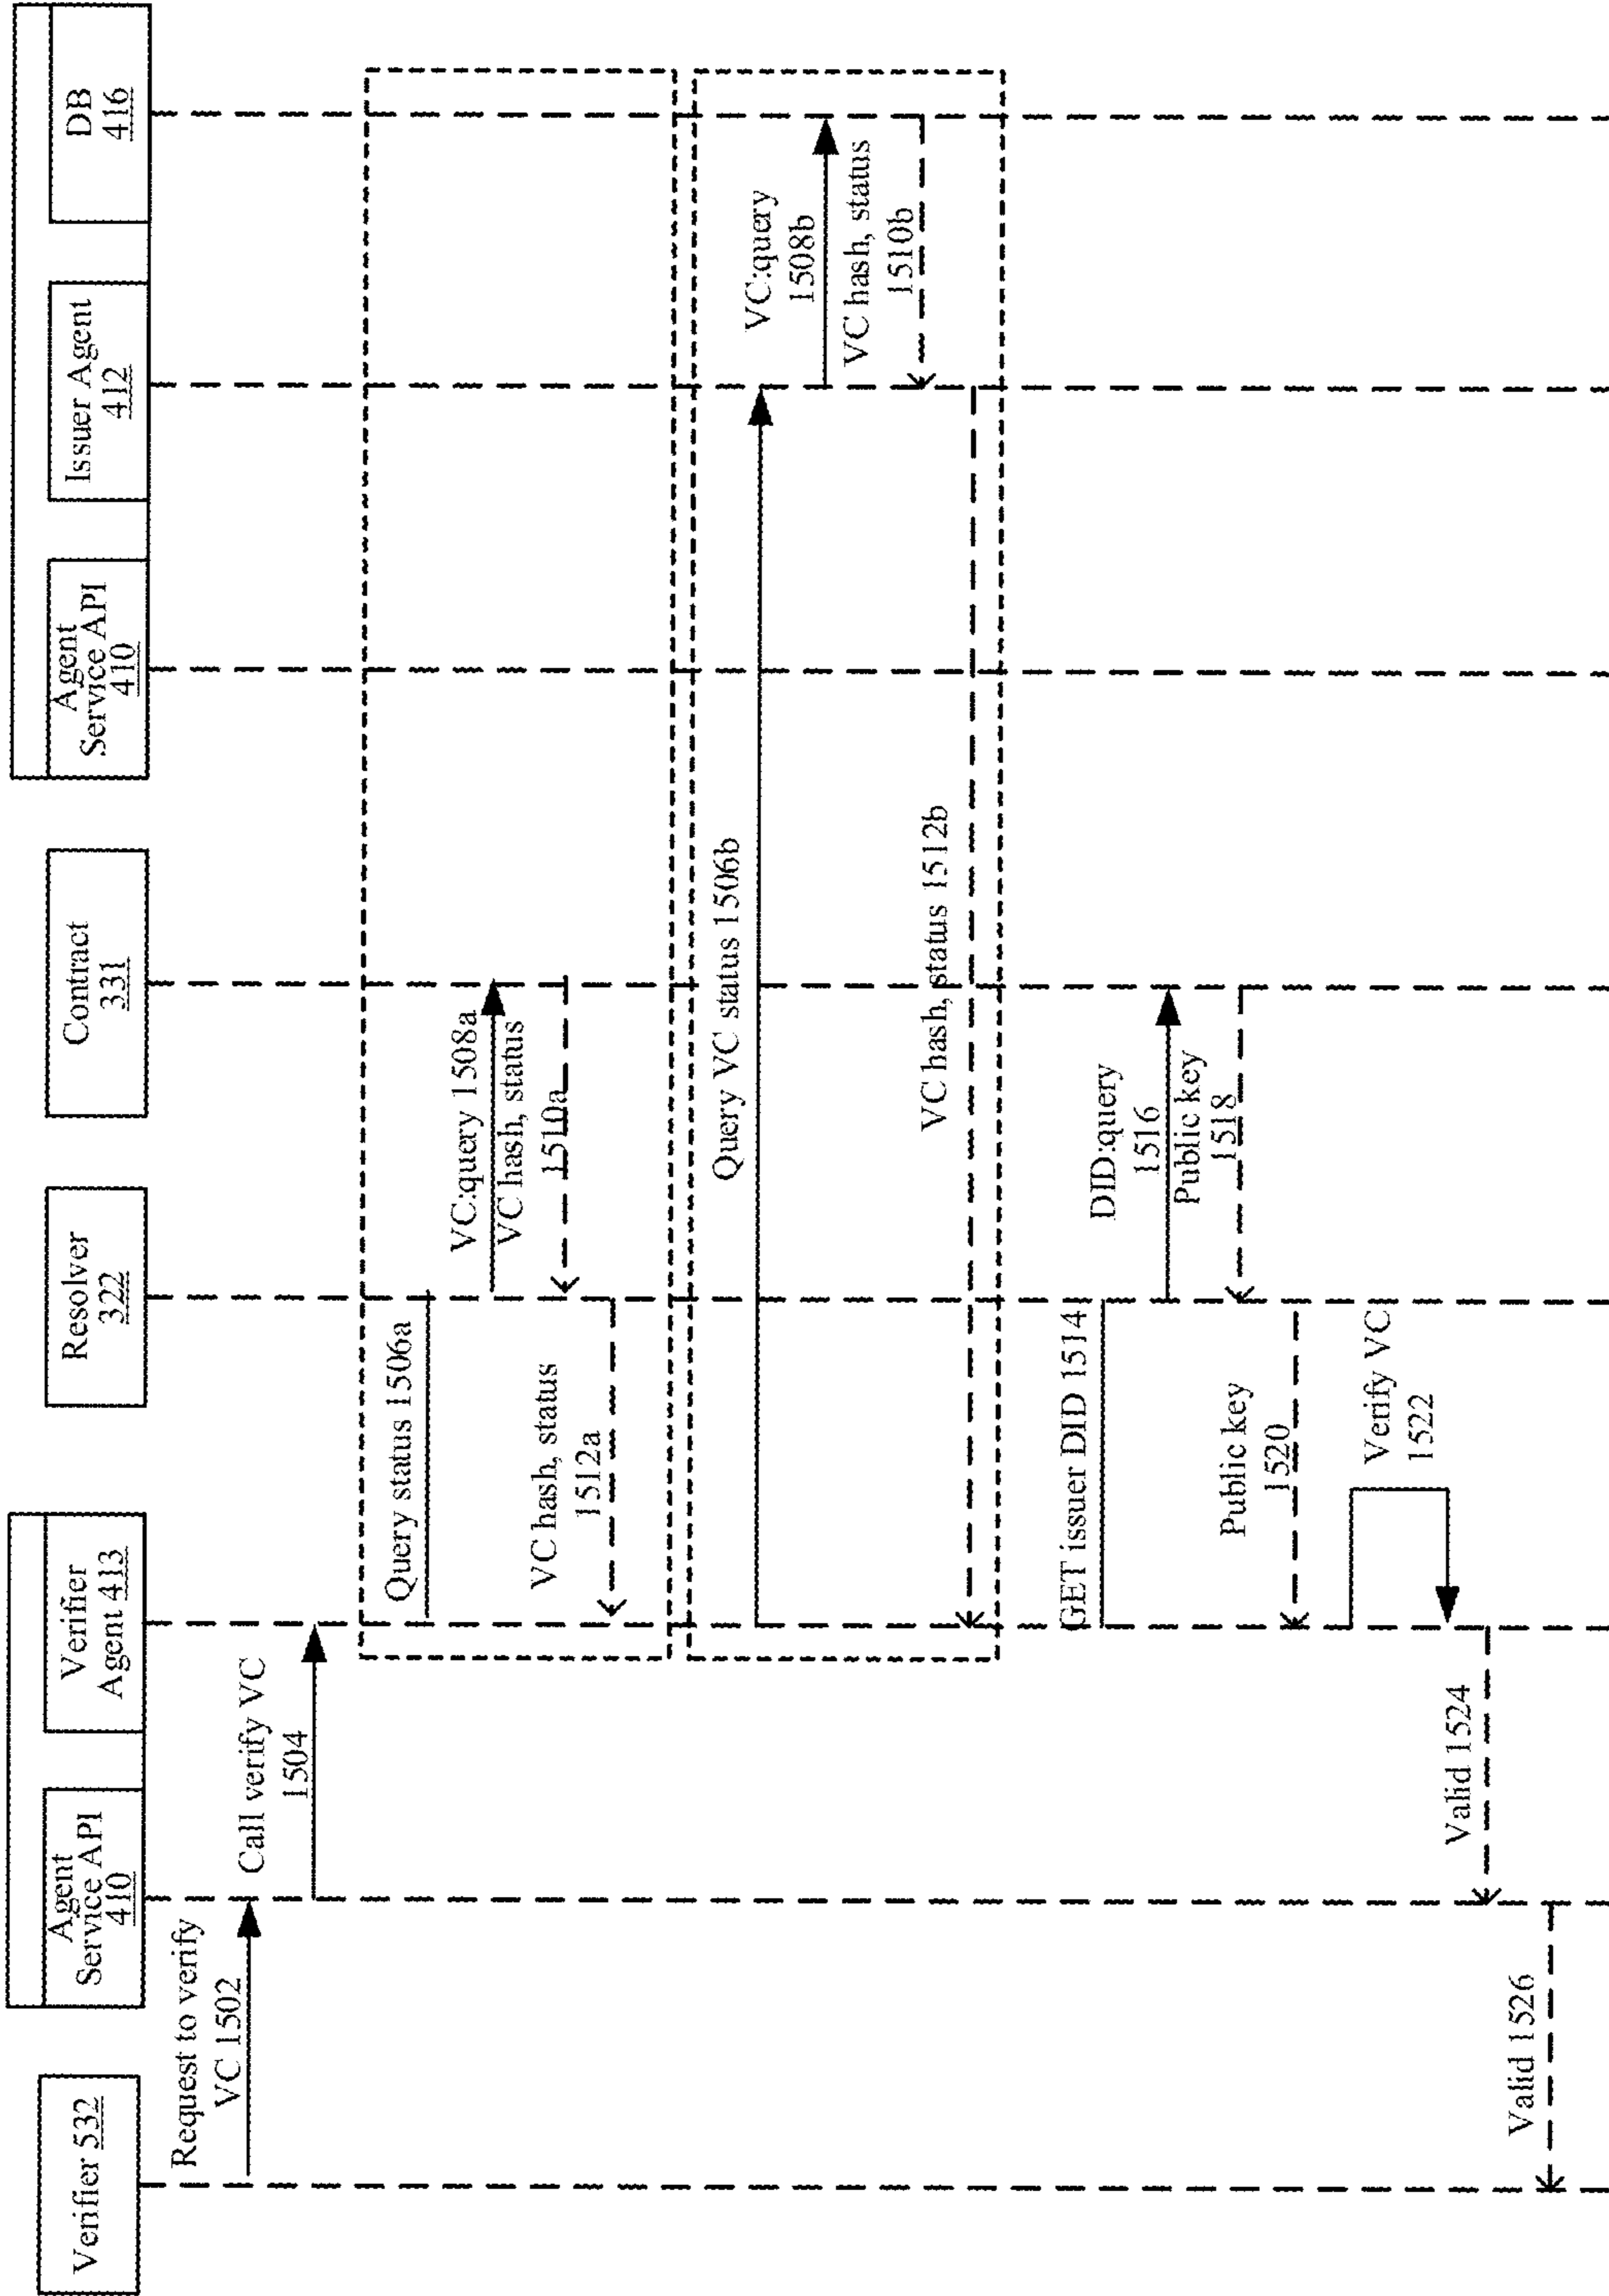 Verifier 532
Agent
Service API
410
Verifier
Agent 413
Resolver
322
Contract
331
Agent
Service API
410
Issuer Agent
412
DB
416
Request to verify
VC 1502
Call verify VC
1504
Query status 1506a
VC:query 1508a
VC hash, status
1510a
VC hash, status
1512a
Query VC status 1506b
VC:query
1508b
VC hash, status
1510b
VC hash, status 1512b
GET issuer DID 1514
DID:query
1516
Public key
1518
Public key
1520
Verify VC
1522
Valid 1524
Valid 1526